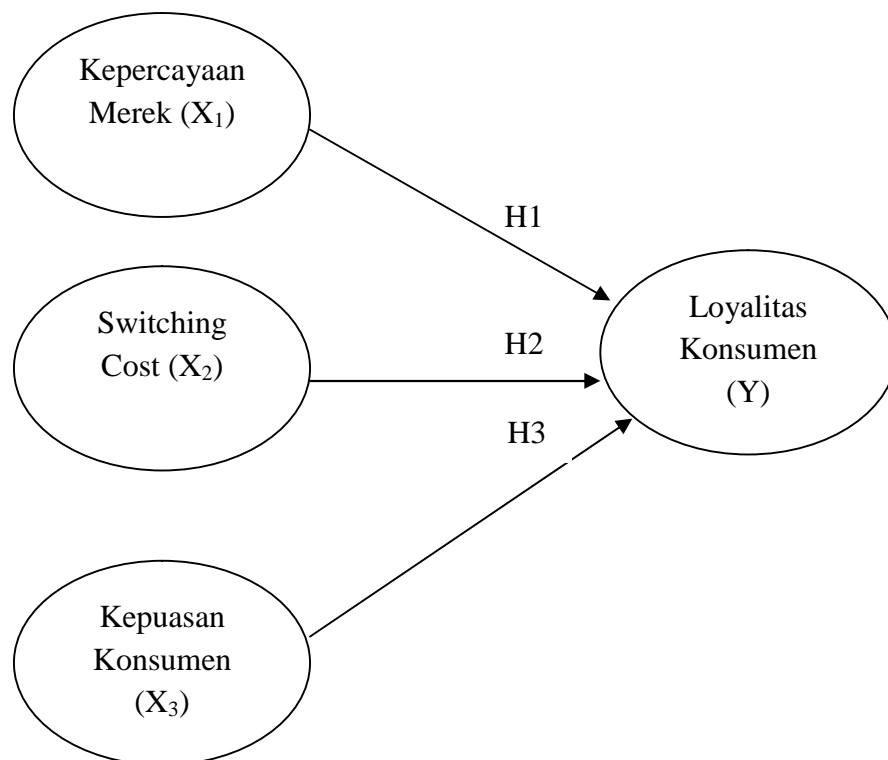 Kepercayaan
Merek (X₁)
H1
Switching
Cost (X₂)
H2
Loyalitas
Konsumen
(Y)
H3
Kepuasan
Konsumen
(X₃)